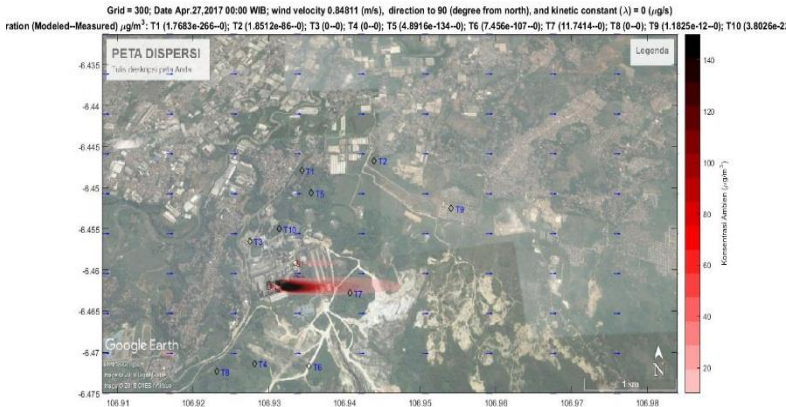 Grid = 300; Date Apr.27,2017 00:00 WIB; wind velocity 0.84811 (m/s), direction to 90 (degree from north), and kinetic constant (λ) = 0 (μg/s)
ration (Modeled--Measured) μg/m³: T1 (1.7683e-266--0); T2 (1.8512e-86--0); T3 (0--0); T4 (0--0); T5 (4.8916e-134--0); T6 (7.456e-107--0); T7 (11.7414--0); T8 (0--0); T9 (1.1825e-12--0); T10 (3.8026e-2
PETA DISPERSI
Tulis deskripsi peta Anda
Legenda
-6.435
-6.44
-6.445
-6.45
-6.455
-6.46
-6.465
-6.47
-6.475
T1
T2
T5
T9
T10
T3
T7
T4
T8
T6
Google Earth
1 km
N
106.91 106.92 106.93 106.94 106.95 106.96 106.97 106.98
140
120
100
80
60
40
20
Konsentrasi Ambien (μg/m³)